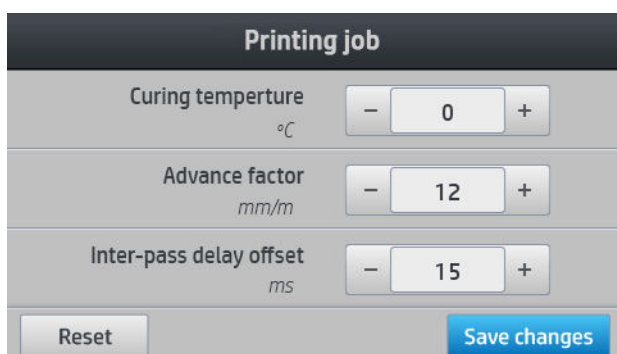 Printing job
Curing temperture
°C
− 0 +
Advance factor
mm/m
− 12 +
Inter-pass delay offset
ms
− 15 +
Reset Save changes